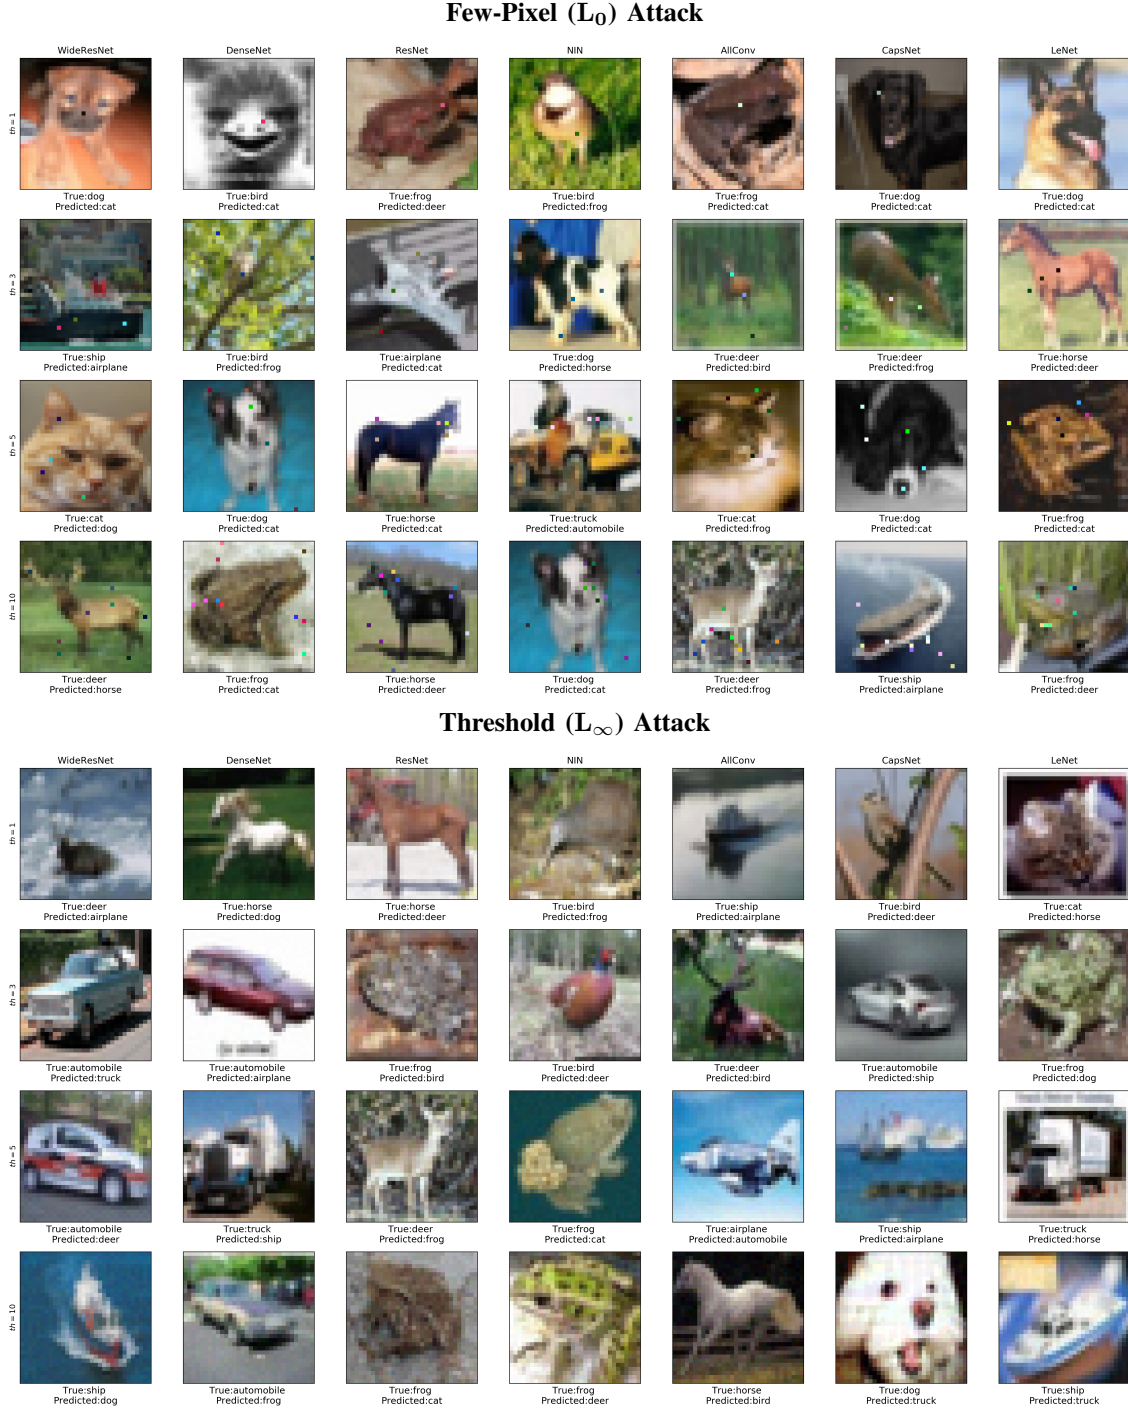 Few-Pixel (L0) Attack
WideResNet DenseNet ResNet NIN AllConv CapsNet LeNet
th = 1
True:dog True:bird True:frog True:bird True:frog True:dog True:dog
Predicted:cat Predicted:cat Predicted:deer Predicted:frog Predicted:cat Predicted:cat Predicted:cat
th = 3
True:ship True:bird True:airplane True:dog True:deer True:deer True:horse
Predicted:airplane Predicted:frog Predicted:cat Predicted:horse Predicted:bird Predicted:frog Predicted:deer
th = 5
True:cat True:dog True:horse True:truck True:cat True:dog True:frog
Predicted:dog Predicted:cat Predicted:cat Predicted:automobile Predicted:frog Predicted:cat Predicted:cat
th = 10
True:deer True:frog True:horse True:dog True:deer True:ship True:frog
Predicted:horse Predicted:cat Predicted:deer Predicted:cat Predicted:frog Predicted:airplane Predicted:deer
Threshold (L∞) Attack
WideResNet DenseNet ResNet NIN AllConv CapsNet LeNet
th = 1
True:deer True:horse True:horse True:bird True:ship True:bird True:cat
Predicted:airplane Predicted:dog Predicted:deer Predicted:frog Predicted:airplane Predicted:deer Predicted:horse
th = 3
True:automobile True:automobile True:frog True:bird True:deer True:automobile True:frog
Predicted:truck Predicted:airplane Predicted:bird Predicted:deer Predicted:bird Predicted:ship Predicted:dog
th = 5
True:automobile True:truck True:deer True:frog True:airplane True:ship True:truck
Predicted:deer Predicted:ship Predicted:frog Predicted:cat Predicted:automobile Predicted:airplane Predicted:horse
th = 10
True:ship True:automobile True:frog True:frog True:horse True:dog True:ship
Predicted:dog Predicted:frog Predicted:cat Predicted:deer Predicted:bird Predicted:truck Predicted:truck